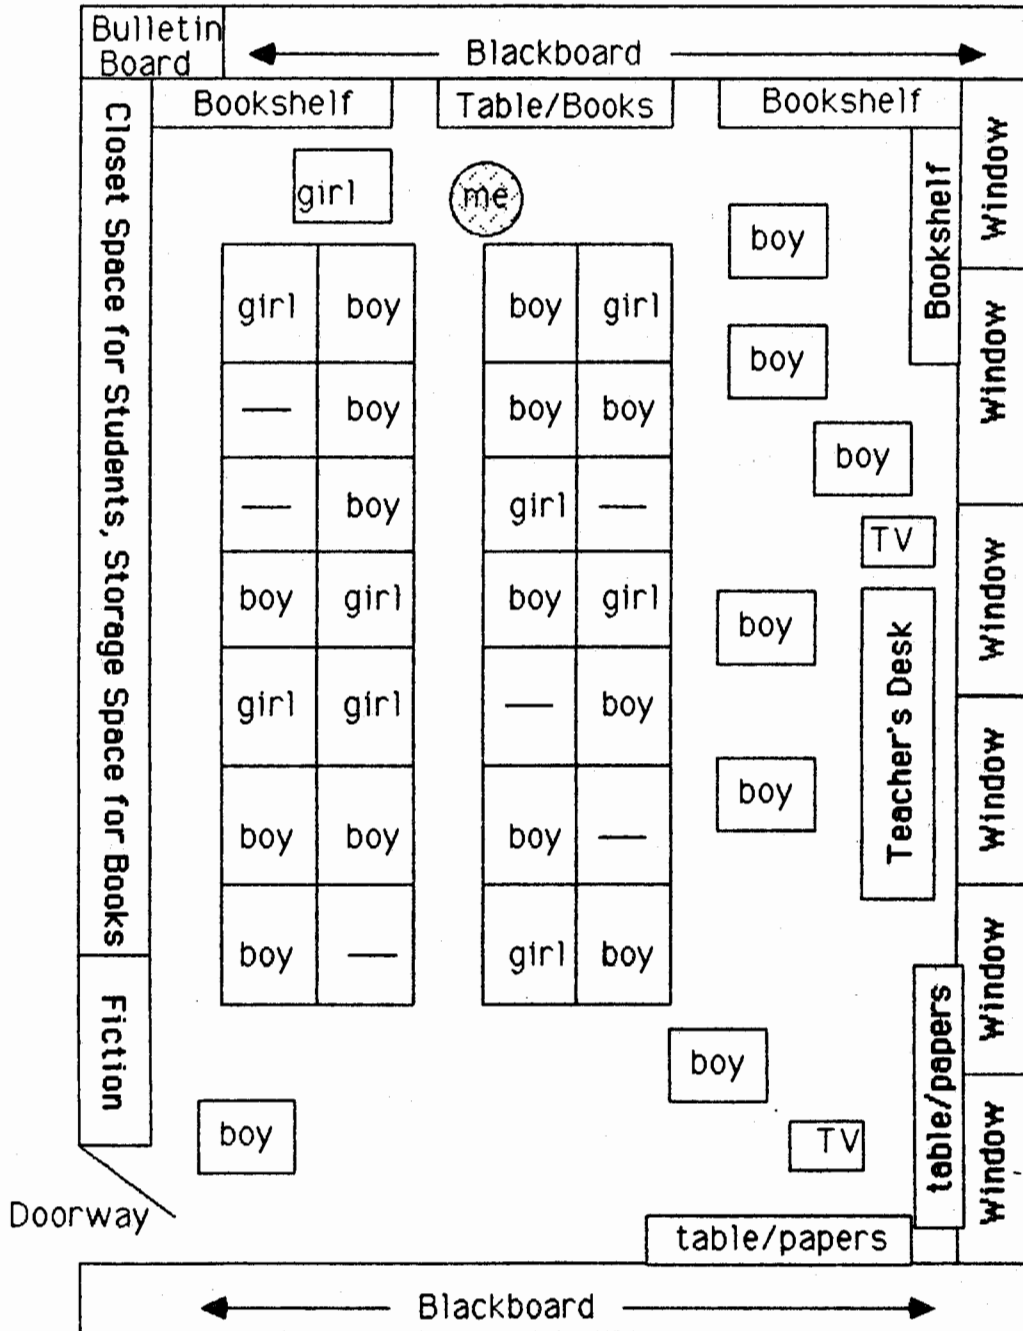 Bulletin
Board
Blackboard
Bookshelf
Table/Books
Bookshelf
Closet Space for Students, Storage Space for Books
Fiction
Doorway
girl
me
girl boy
— boy
— boy
boy girl
girl girl
boy boy
boy —
boy girl
boy boy
girl —
boy girl
— boy
boy —
girl boy
boy
boy
boy
TV
boy
boy
Teacher's Desk
Bookshelf
Window
Window
Window
Window
Window
Window
boy
boy
TV
table/papers
table/papers
Blackboard